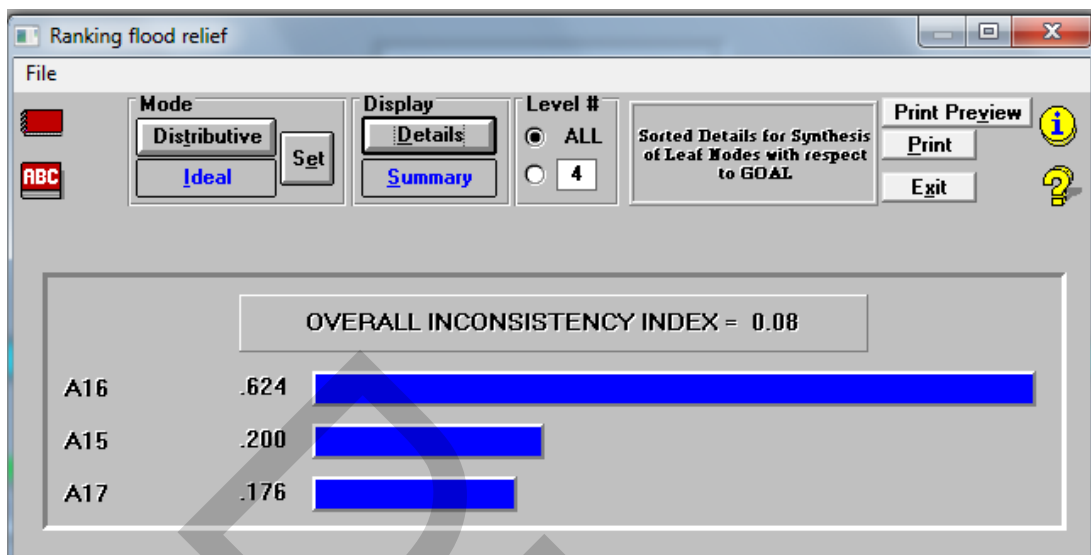 Ranking flood relief
File
Mode
Distributive
Ideal
Set
Display
Details
Summary
Level #
ALL
4
Sorted Details for Synthesis
of Leaf Nodes with respect
to GOAL
Print Preview
Print
Exit
ABC
i
?
OVERALL INCONSISTENCY INDEX = 0.08
A16 .624
A15 .200
A17 .176